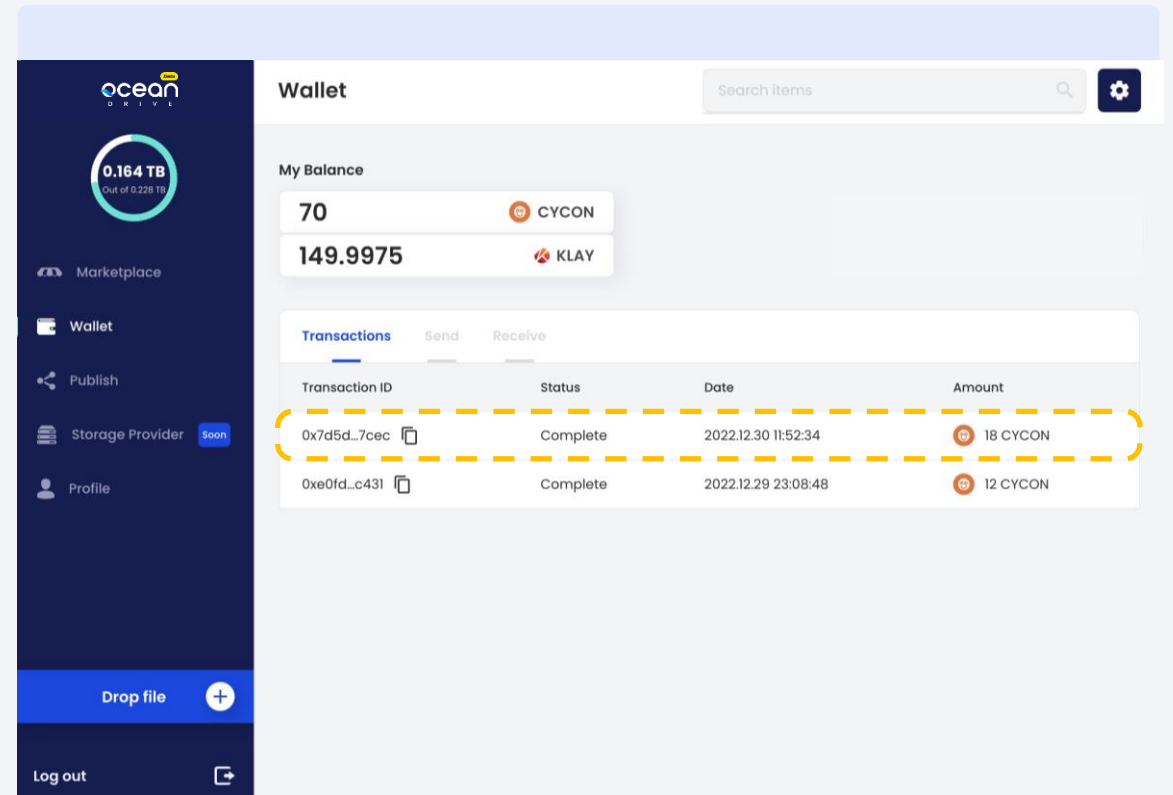 ocean
Beta
DRIVE
0.164 TB
Out of 0.228 TB
Marketplace
Wallet
Publish
Storage Provider Soon
Profile
Drop file
Log out
Wallet
Search items
My Balance
70 CYCON
149.9975 KLAY
Transactions Send Receive
Transaction ID Status Date Amount
0x7d5d...7cec Complete 2022.12.30 11:52:34 18 CYCON
0xe0fd...c431 Complete 2022.12.29 23:08:48 12 CYCON